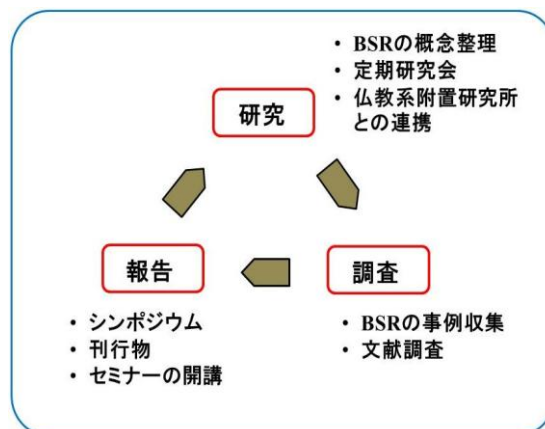 • BSRの概念整理
• 定期研究会
• 仏教系附置研究所
との連携
研究
報告
調査
• シンポジウム
• 刊行物
• セミナーの開講
• BSRの事例収集
• 文献調査